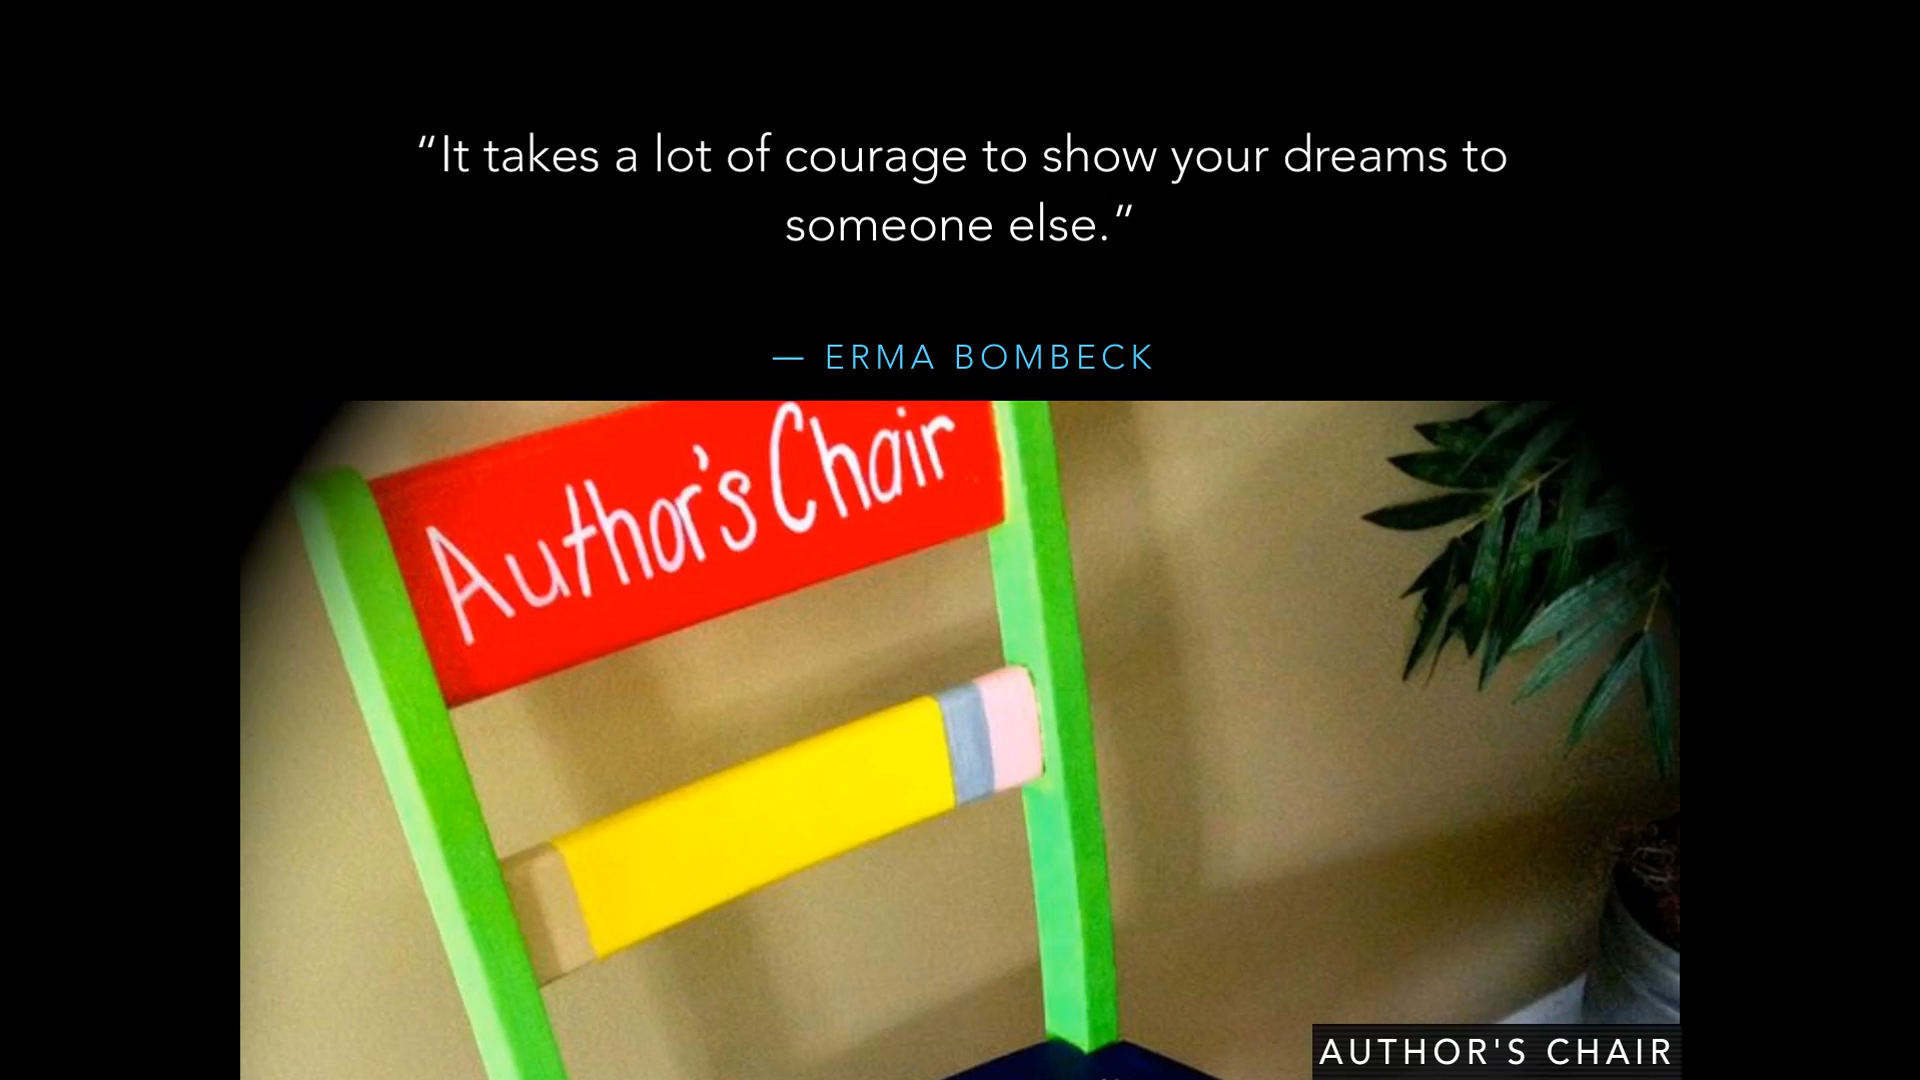 “It takes a lot of courage to show your dreams to
someone else.”
— ERMA BOMBECK
Author's Chair
AUTHOR'S CHAIR